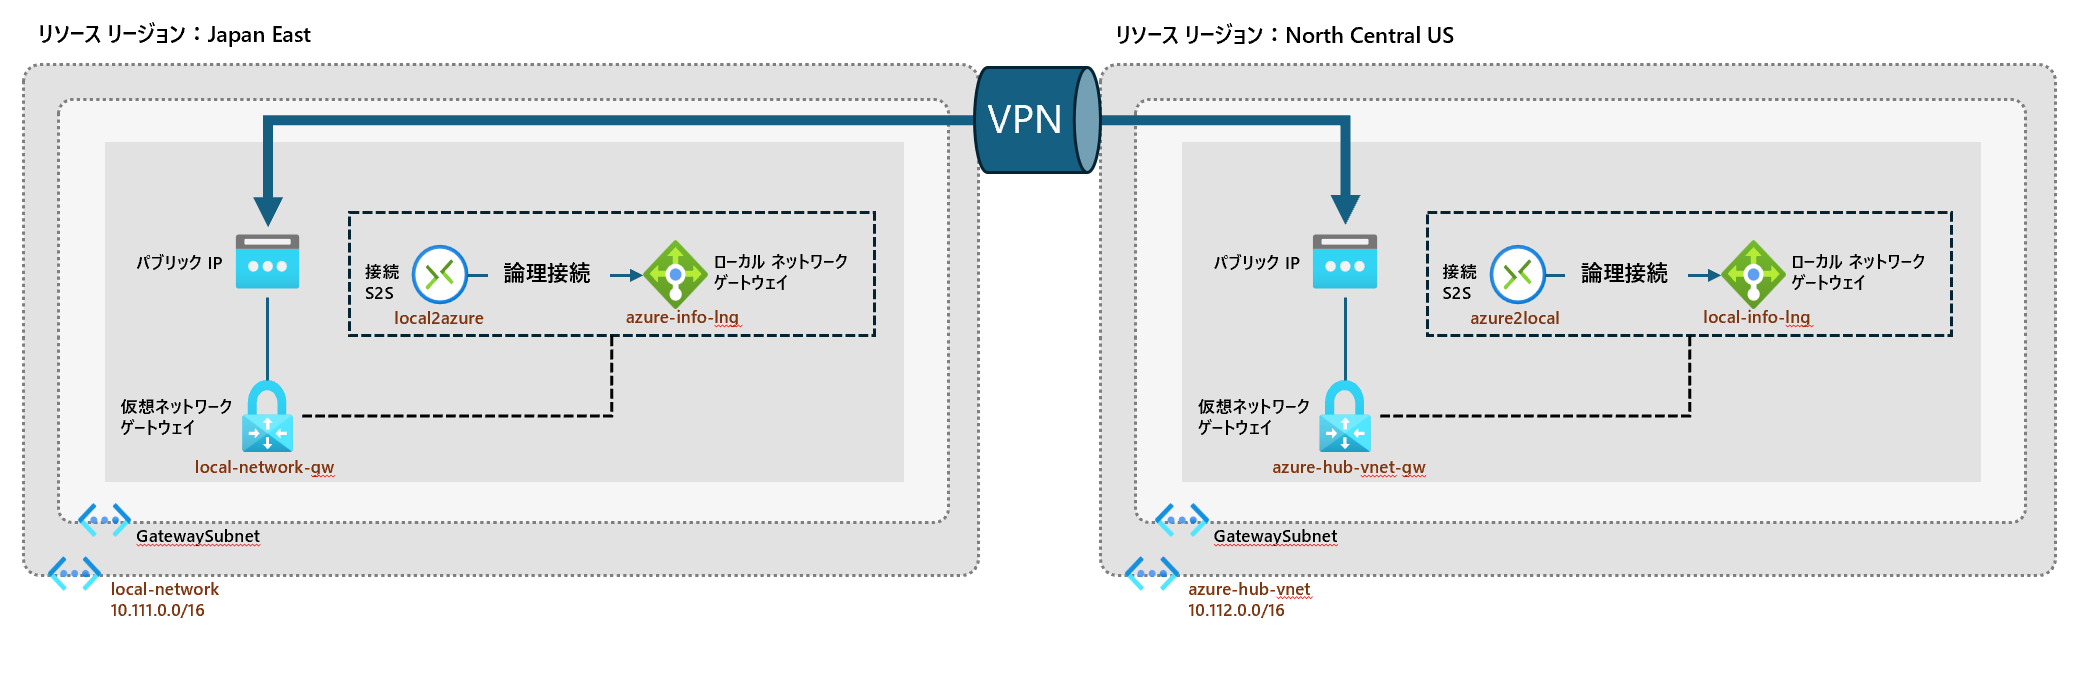 リソース リージョン：Japan East
パブリック IP
接続
S2S
論理接続
ローカル ネットワーク
ゲートウェイ
local2azure
azure-info-lng
仮想ネットワーク
ゲートウェイ
local-network-gw
GatewaySubnet
local-network
10.111.0.0/16
VPN
リソース リージョン：North Central US
パブリック IP
接続
S2S
論理接続
ローカル ネットワーク
ゲートウェイ
azure2local
local-info-lng
仮想ネットワーク
ゲートウェイ
azure-hub-vnet-gw
GatewaySubnet
azure-hub-vnet
10.112.0.0/16